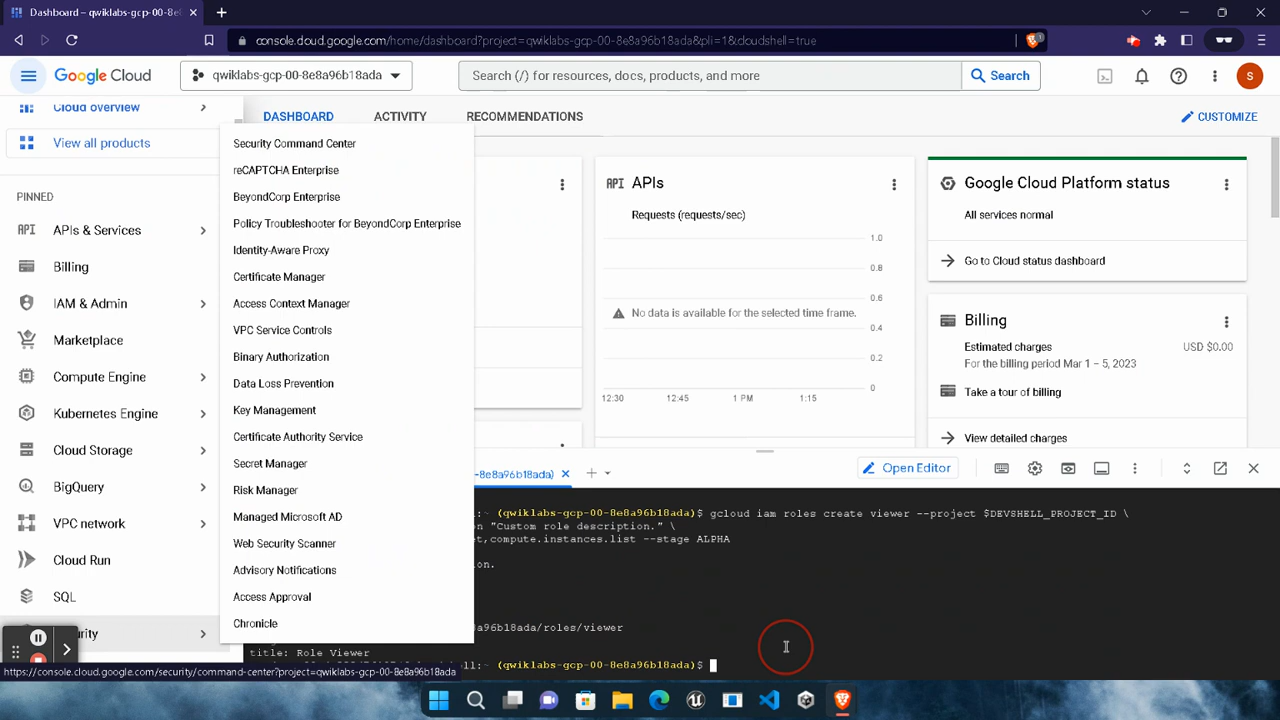 Dashboard – qwiklabs-gcp-00-8e8
console.cloud.google.com/home/dashboard?project=qwiklabs-gcp-00-8e8a96b18ada&pli=1&cloudshell=true
1
Google Cloud
qwiklabs-gcp-00-8e8a96b18ada
Search (/) for resources, docs, products, and more
Search
S
Cloud overview
View all products
PINNED
APIs & Services
Billing
IAM & Admin
Marketplace
Compute Engine
Kubernetes Engine
Cloud Storage
BigQuery
VPC network
Cloud Run
SQL
urity
Security Command Center
reCAPTCHA Enterprise
BeyondCorp Enterprise
Policy Troubleshooter for BeyondCorp Enterprise
Identity-Aware Proxy
Certificate Manager
Access Context Manager
VPC Service Controls
Binary Authorization
Data Loss Prevention
Key Management
Certificate Authority Service
Secret Manager
Risk Manager
Managed Microsoft AD
Web Security Scanner
Advisory Notifications
Access Approval
Chronicle
DASHBOARD
ACTIVITY
RECOMMENDATIONS
CUSTOMIZE
API APIs
Requests (requests/sec)
1.0
0.8
0.6
No data is available for the selected time frame.
0.4
0.2
0
12:30 12:45 1 PM 1:15
Google Cloud Platform status
All services normal
Go to Cloud status dashboard
Billing
Estimated charges USD $0.00
For the billing period Mar 1 – 5, 2023
Take a tour of billing
View detailed charges
-8e8a96b18ada)
Open Editor
:~ (qwiklabs-gcp-00-8e8a96b18ada)$ gcloud iam roles create viewer --project $DEVSHELL_PROJECT_ID \
n "Custom role description.” \
et,compute.instances.list --stage ALPHA
on.
8a96b18ada/roles/viewer
title: Role Viewer
:~ (qwiklabs-gcp-00-8e8a96b18ada)$
https://console.cloud.google.com/security/command-center?project=qwiklabs-gcp-00-8e8a96b18ada